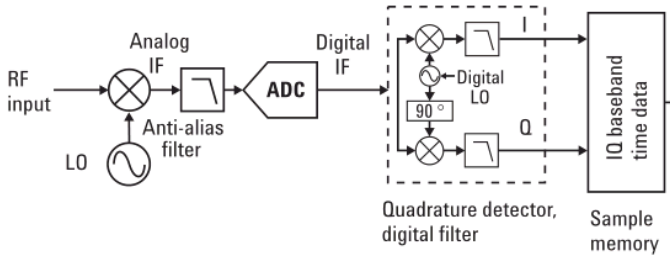 Analog
IF
Digital
IF
RF
input
ADC
Anti-alias
filter
LO
I
Digital
LO
90 °
Q
IQ baseband
time data
Quadrature detector,
digital filter
Sample
memory